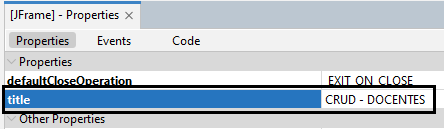 [JFrame] - Properties ×
Properties Events Code
Properties
defaultCloseOperation EXIT_ON_CLOSE
title CRUD - DOCENTES
Other Properties